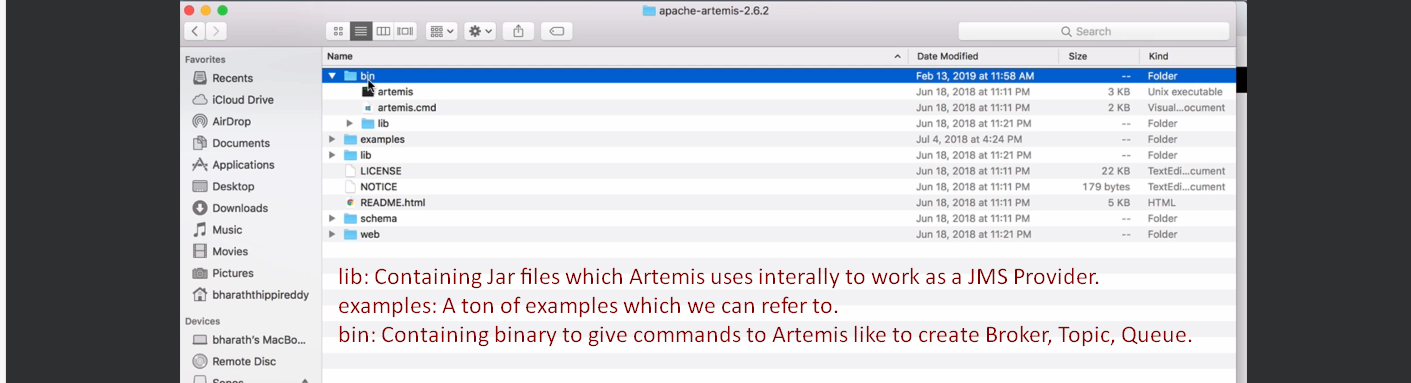 apache-artemis-2.6.2
Search
Favorites
Recents
iCloud Drive
AirDrop
Documents
Applications
Desktop
Downloads
Music
Movies
Pictures
bharaththippireddy
Devices
bharath's MacBo...
Remote Disc
Name Date Modified Size Kind
bin Feb 13, 2019 at 11:58 AM -- Folder
artemis Jun 18, 2018 at 11:11 PM 3 KB Unix executable
artemis.cmd Jun 18, 2018 at 11:11 PM 2 KB Visual...ocument
lib Jun 18, 2018 at 11:21 PM -- Folder
examples Jul 4, 2018 at 4:24 PM -- Folder
lib Jun 18, 2018 at 11:21 PM -- Folder
LICENSE Jun 18, 2018 at 11:11 PM 22 KB TextEdi...cument
NOTICE Jun 18, 2018 at 11:11 PM 179 bytes TextEdi...cument
README.html Jun 18, 2018 at 11:11 PM 5 KB HTML
schema Jun 18, 2018 at 11:21 PM -- Folder
web Jun 18, 2018 at 11:21 PM -- Folder
lib: Containing Jar files which Artemis uses interally to work as a JMS Provider.
examples: A ton of examples which we can refer to.
bin: Containing binary to give commands to Artemis like to create Broker, Topic, Queue.